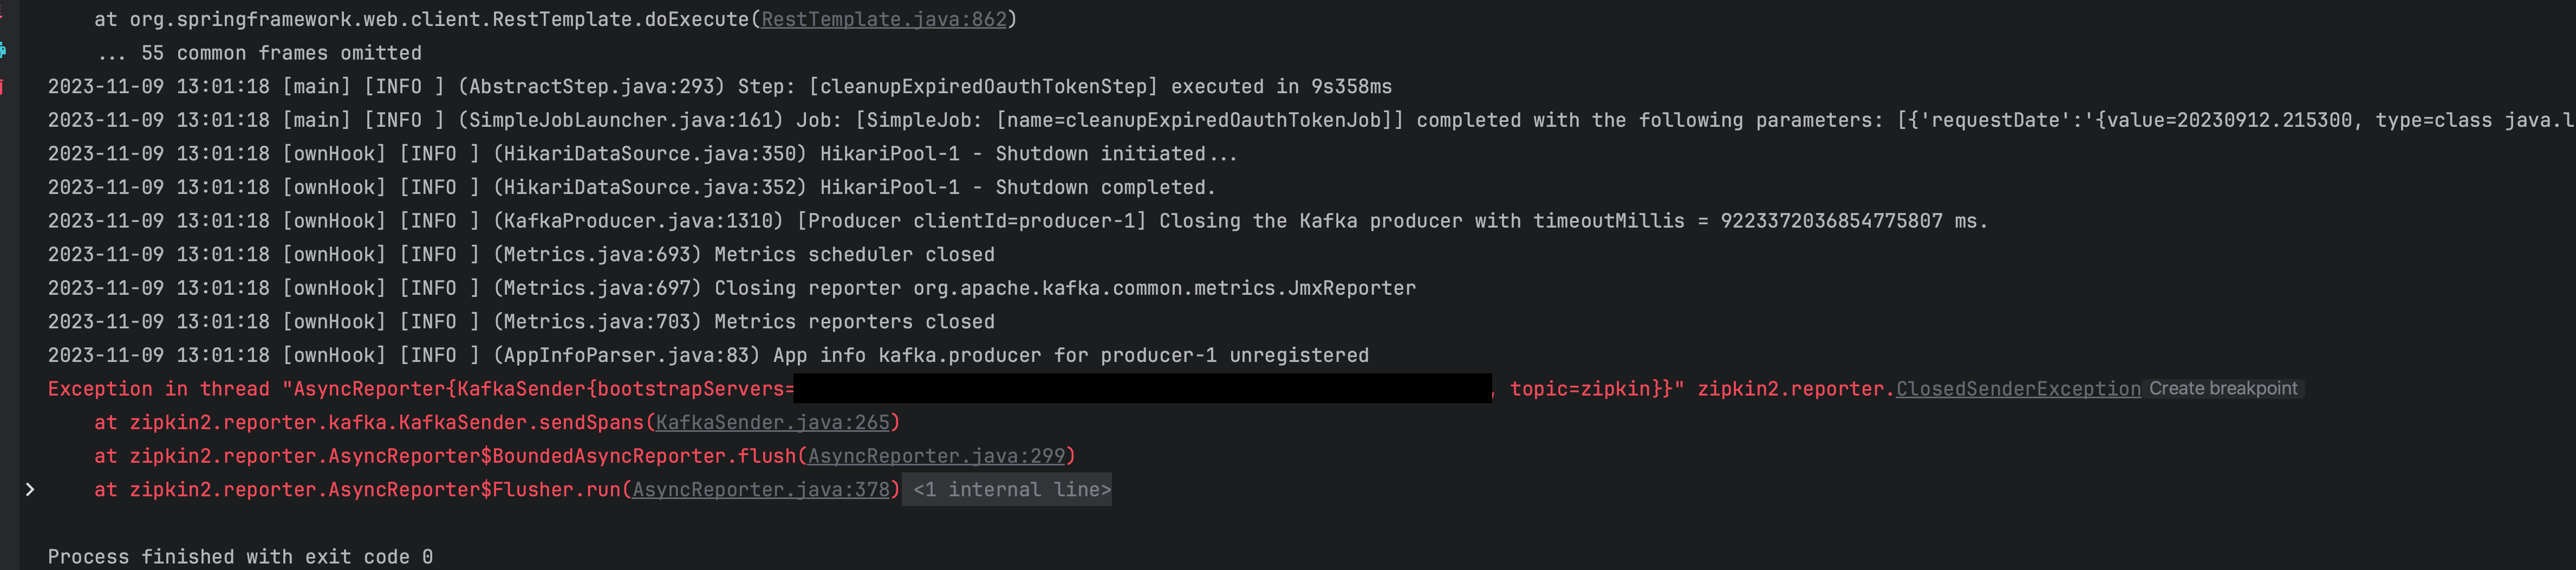 at org.springframework.web.client.RestTemplate.doExecute(RestTemplate.java:862)
... 55 common frames omitted
2023-11-09 13:01:18 [main] [INFO ] (AbstractStep.java:293) Step: [cleanupExpiredOauthTokenStep] executed in 9s358ms
2023-11-09 13:01:18 [main] [INFO ] (SimpleJobLauncher.java:161) Job: [SimpleJob: [name=cleanupExpiredOauthTokenJob]] completed with the following parameters: [{'requestDate':'{value=20230912.215300, type=class java.l
2023-11-09 13:01:18 [ownHook] [INFO ] (HikariDataSource.java:350) HikariPool-1 - Shutdown initiated...
2023-11-09 13:01:18 [ownHook] [INFO ] (HikariDataSource.java:352) HikariPool-1 - Shutdown completed.
2023-11-09 13:01:18 [ownHook] [INFO ] (KafkaProducer.java:1310) [Producer clientId=producer-1] Closing the Kafka producer with timeoutMillis = 9223372036854775807 ms.
2023-11-09 13:01:18 [ownHook] [INFO ] (Metrics.java:693) Metrics scheduler closed
2023-11-09 13:01:18 [ownHook] [INFO ] (Metrics.java:697) Closing reporter org.apache.kafka.common.metrics.JmxReporter
2023-11-09 13:01:18 [ownHook] [INFO ] (Metrics.java:703) Metrics reporters closed
2023-11-09 13:01:18 [ownHook] [INFO ] (AppInfoParser.java:83) App info kafka.producer for producer-1 unregistered
Exception in thread "AsyncReporter{KafkaSender{bootstrapServers=, topic=zipkin}}" zipkin2.reporter.ClosedSenderException Create breakpoint
at zipkin2.reporter.kafka.KafkaSender.sendSpans(KafkaSender.java:265)
at zipkin2.reporter.AsyncReporter$BoundedAsyncReporter.flush(AsyncReporter.java:299)
at zipkin2.reporter.AsyncReporter$Flusher.run(AsyncReporter.java:378) <1 internal line>
Process finished with exit code 0